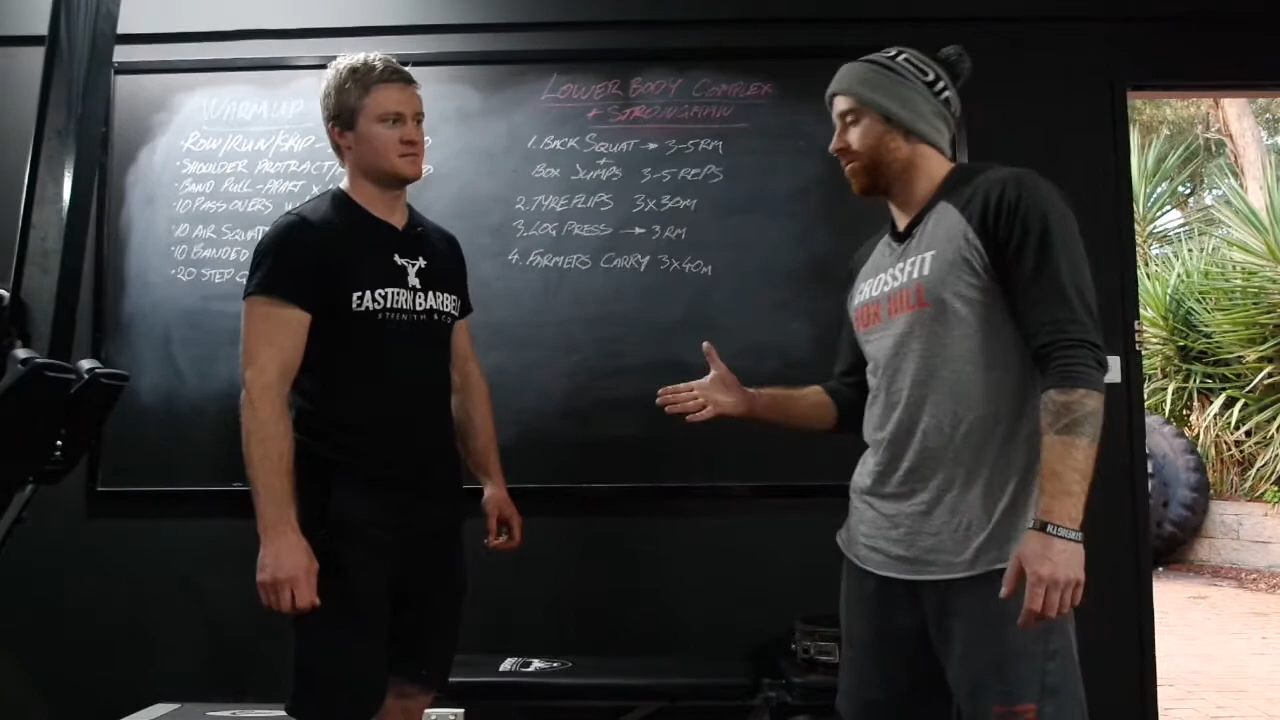 WARMUP
• ROW/RUN/SKIP -
• SHOULDER PROTRACT/
• BAND PULL-APART x
• 10 PASS OVERS
• 10 AIR SQUAT
• 10 BANDED
• 20 STEP
LOWER BODY COMPLEX
+ STRONGMAN
1. BACK SQUAT → 3-5RM
+
BOX JUMPS 3-5 REPS
2. TYRE FLIPS 3x30m
3. LOG PRESS → 3RM
4. FARMERS CARRY 3x40m
EASTERN BARBELL
STRENGTH & CO
CROSSFIT
BOX HILL
STRENGTH